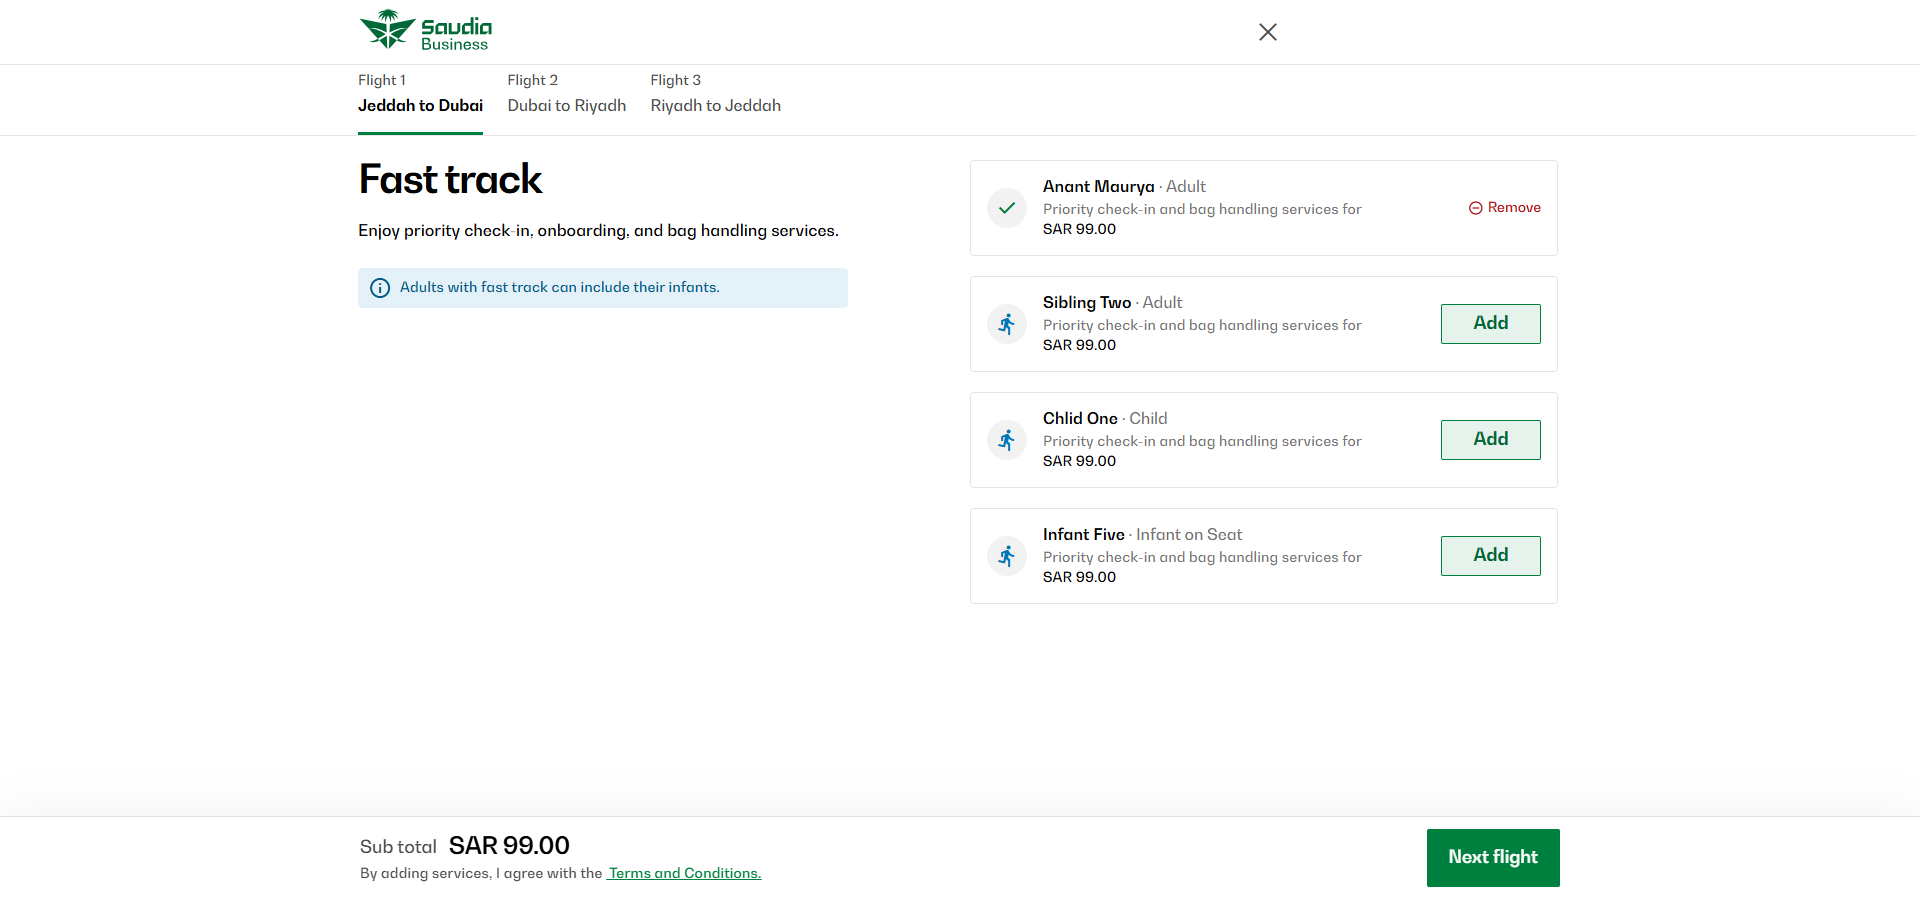 Saudia
Business
Flight 1
Jeddah to Dubai
Flight 2
Dubai to Riyadh
Flight 3
Riyadh to Jeddah
Fast track
Enjoy priority check-in, onboarding, and bag handling services.
Adults with fast track can include their infants.
Anant Maurya · Adult
Priority check-in and bag handling services for
SAR 99.00
Remove
Sibling Two · Adult
Priority check-in and bag handling services for
SAR 99.00
Add
Chlid One · Child
Priority check-in and bag handling services for
SAR 99.00
Add
Infant Five · Infant on Seat
Priority check-in and bag handling services for
SAR 99.00
Add
Sub total SAR 99.00
By adding services, I agree with the Terms and Conditions.
Next flight